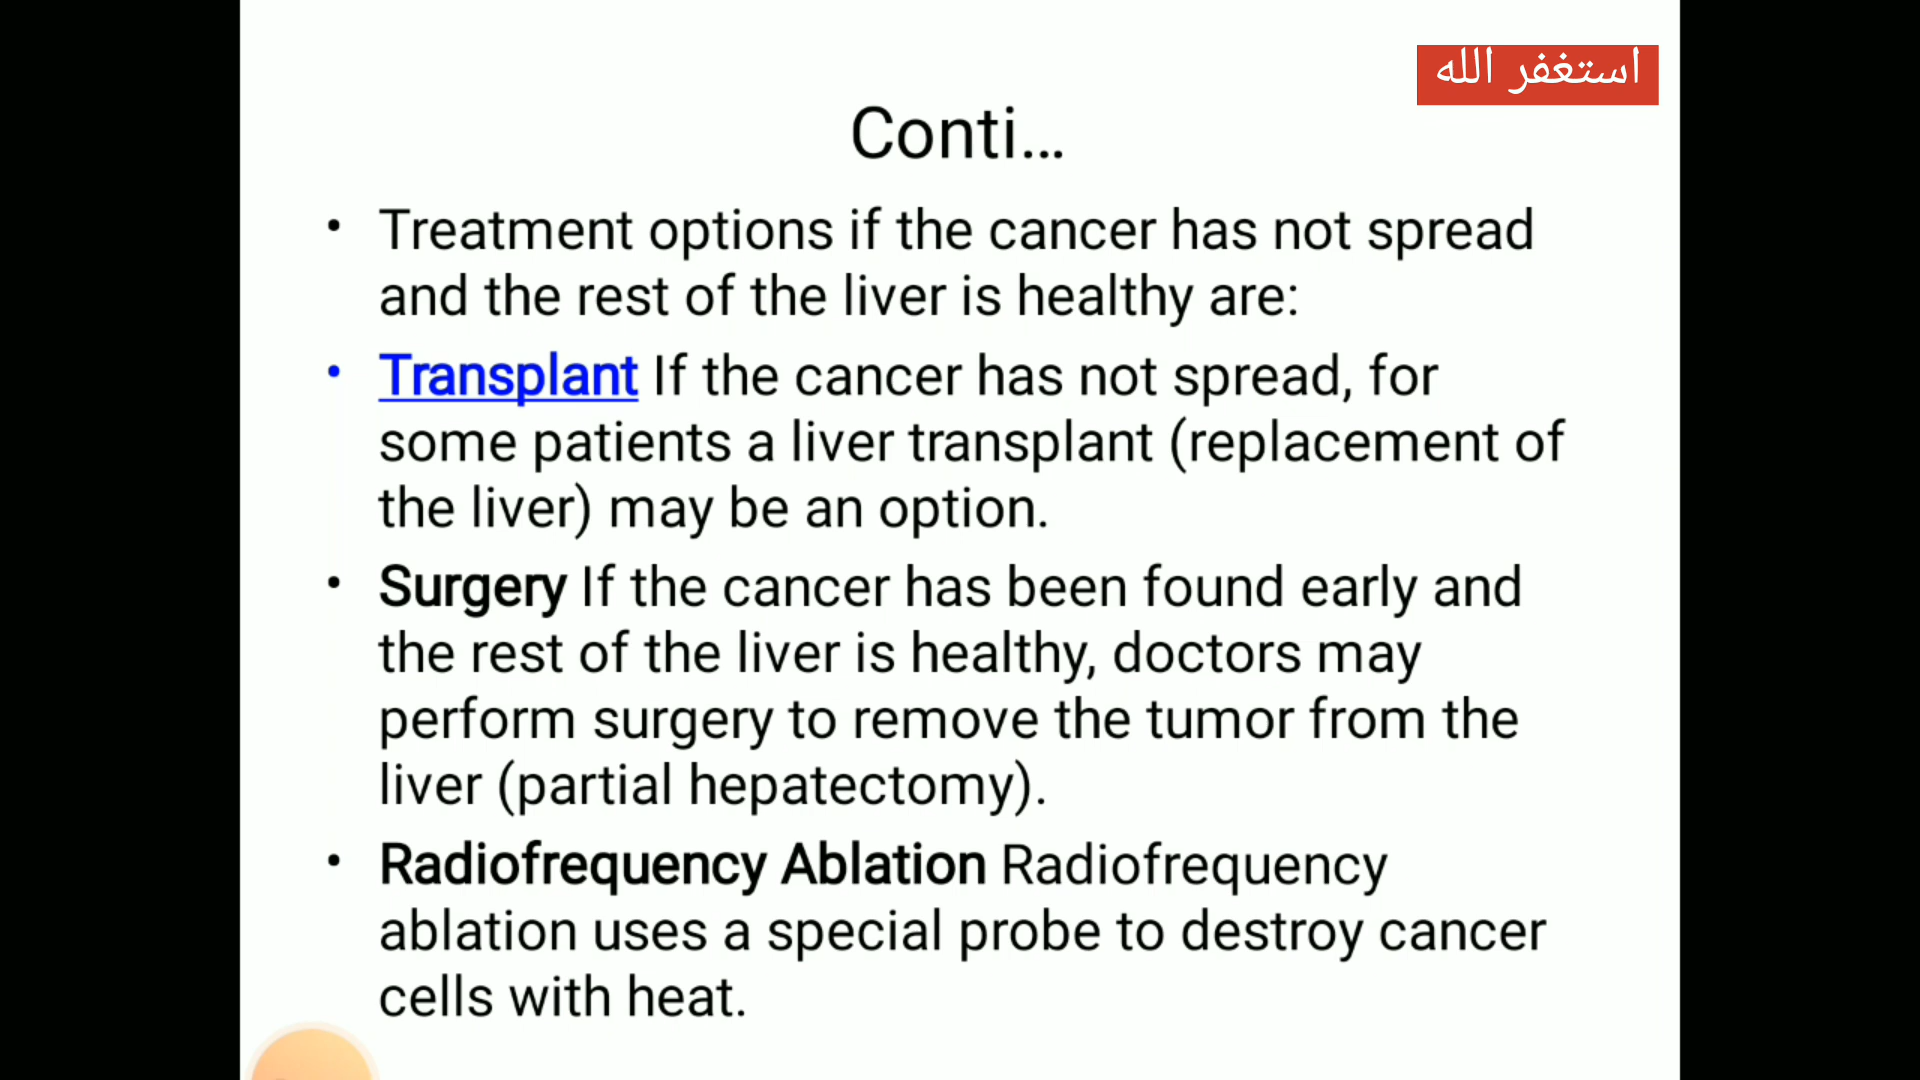 استغفر الله
Conti...
• Treatment options if the cancer has not spread
and the rest of the liver is healthy are:
• Transplant If the cancer has not spread, for
some patients a liver transplant (replacement of
the liver) may be an option.
• Surgery If the cancer has been found early and
the rest of the liver is healthy, doctors may
perform surgery to remove the tumor from the
liver (partial hepatectomy).
• Radiofrequency Ablation Radiofrequency
ablation uses a special probe to destroy cancer
cells with heat.